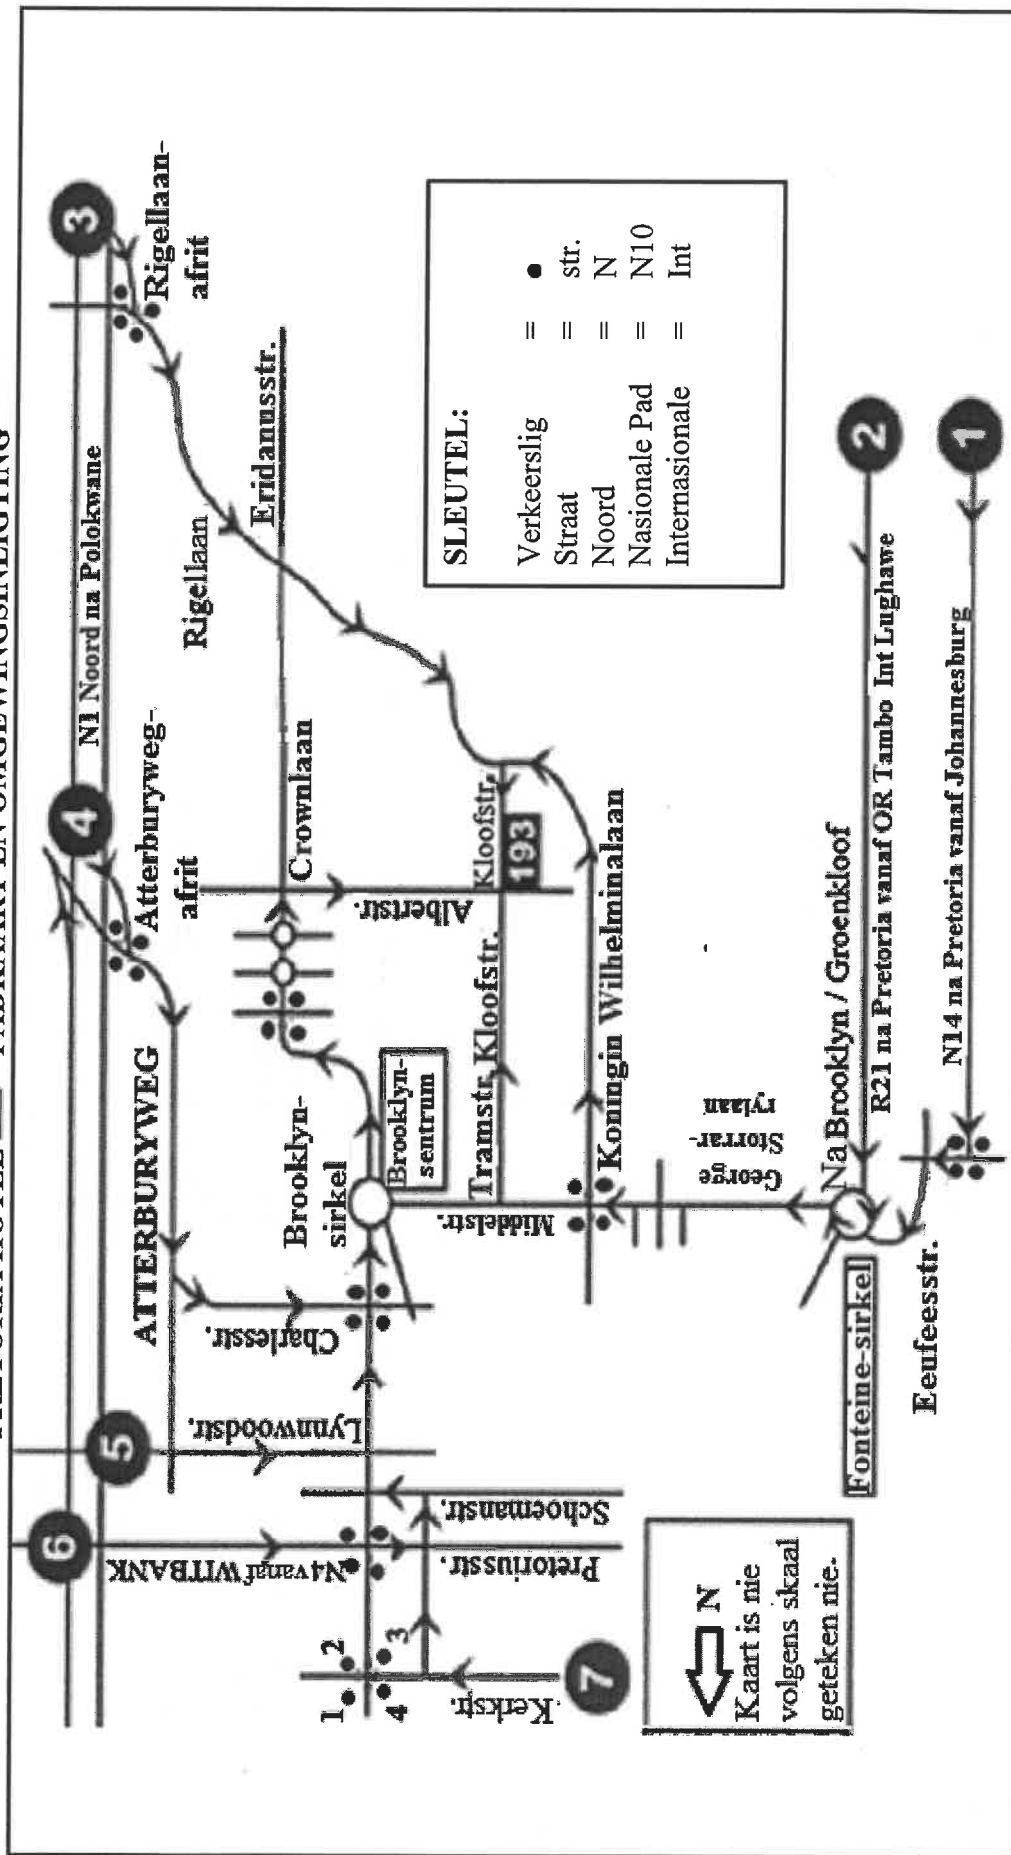 3
Rigellaan-
afrit
N1 Noord na Polokwane
4
Atterburyweg-
afrit
Rigellaan
Eridanusstr.
Crownlaan
Albertstr.
Kloofstr.
193
ATTERBURYWEG
Brooklyn-
sirkel
Brooklyn-
sentrum
Tramstr.
Kloofstr.
Middelstr.
Koningin Wilhelminalaan
Charlesstr.
Lynnwoodstr.
5
6
N4 vanaf WITBANK
Schoemanstr.
Pretoriusstr.
1
2
3
4
Kerkstr.
7
George
Storrar-
rylaan
Na Brooklyn / Groenkloof
R21 na Pretoria vanaf OR Tambo Int Lughawe
2
N14 na Pretoria vanaf Johannesburg
1
Fonteine-sirkel
Eeufeesstr.
SLEUTEL:
Verkeerslig = ●
Straat = str.
Noord = N
Nasionale Pad = N10
Internasionale = Int
N
Kaart is nie
volgens skaal
geteken nie.